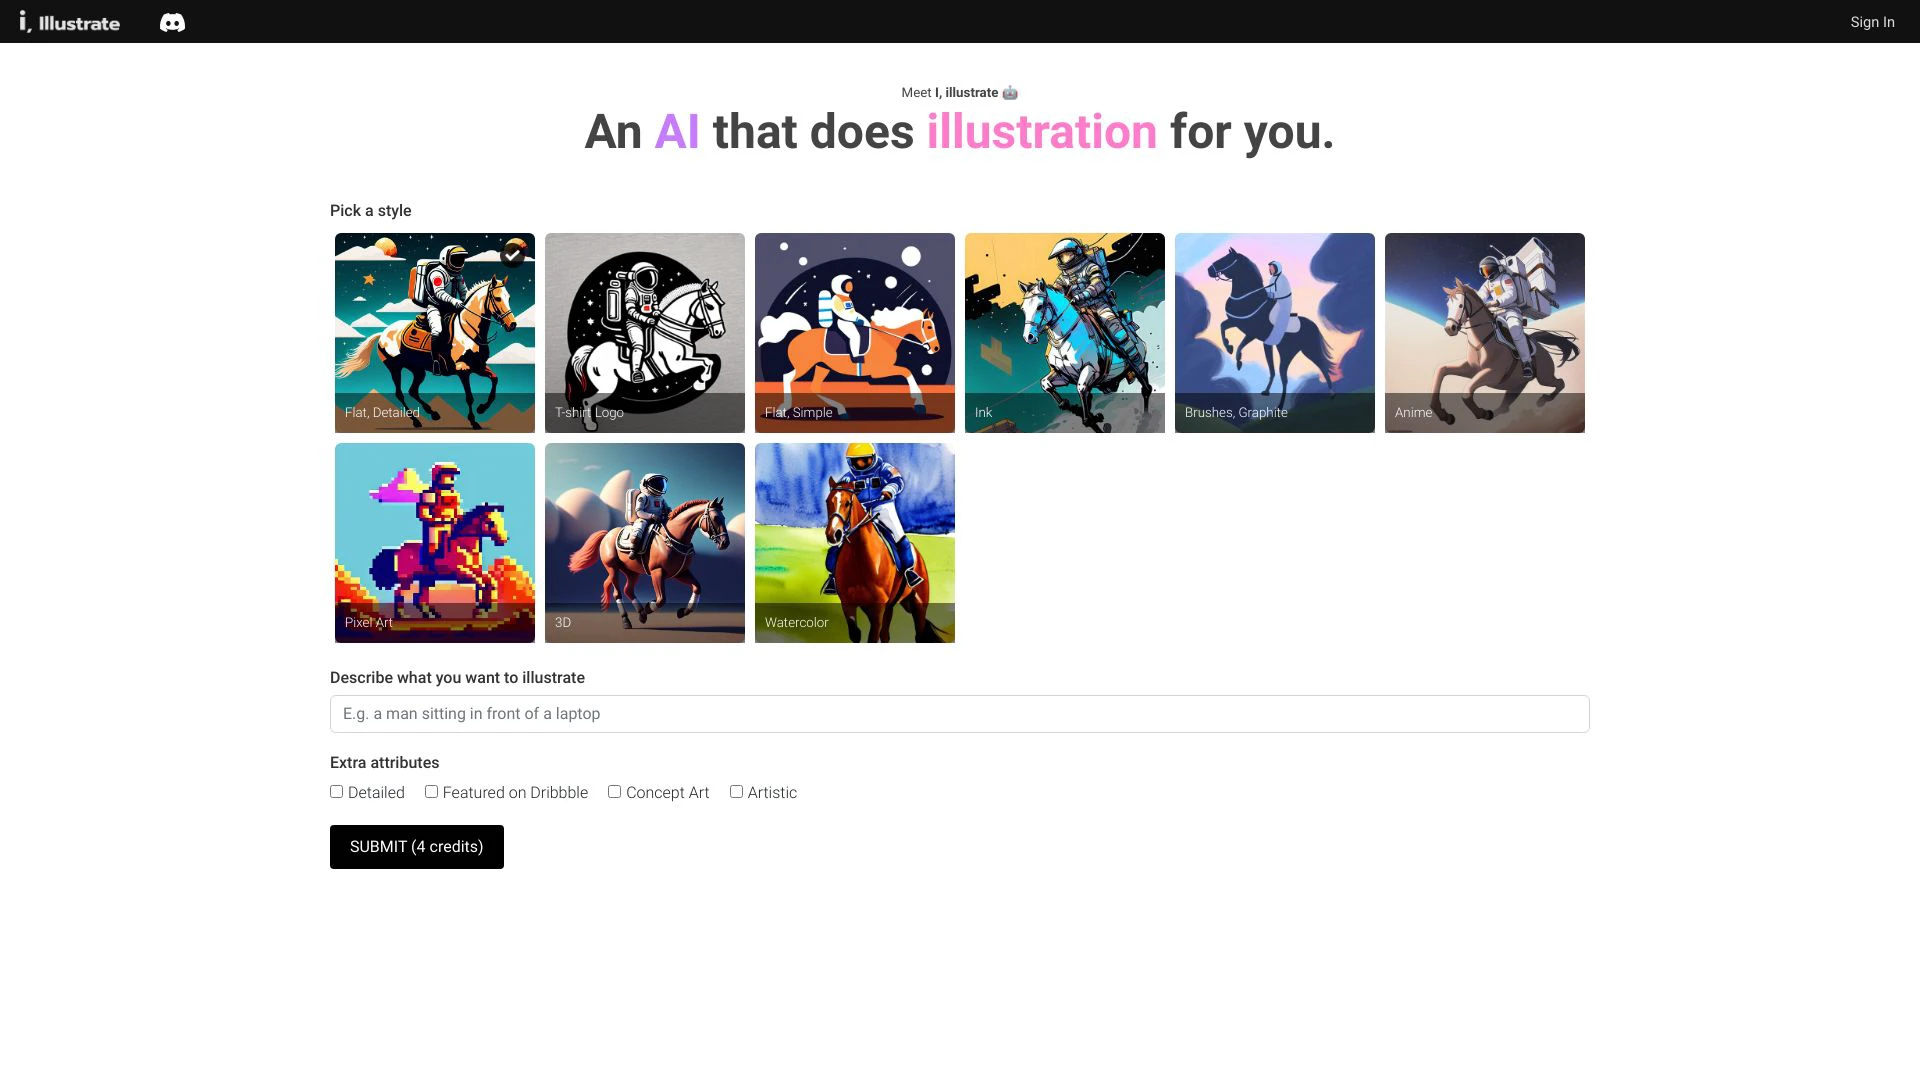 i, Illustrate
Sign In
Meet I, illustrate 🤖
An AI that does illustration for you.
Pick a style
Flat, Detailed
T-shirt Logo
Flat, Simple
Ink
Brushes, Graphite
Anime
Pixel Art
3D
Watercolor
Describe what you want to illustrate
E.g. a man sitting in front of a laptop
Extra attributes
Detailed
Featured on Dribbble
Concept Art
Artistic
SUBMIT (4 credits)